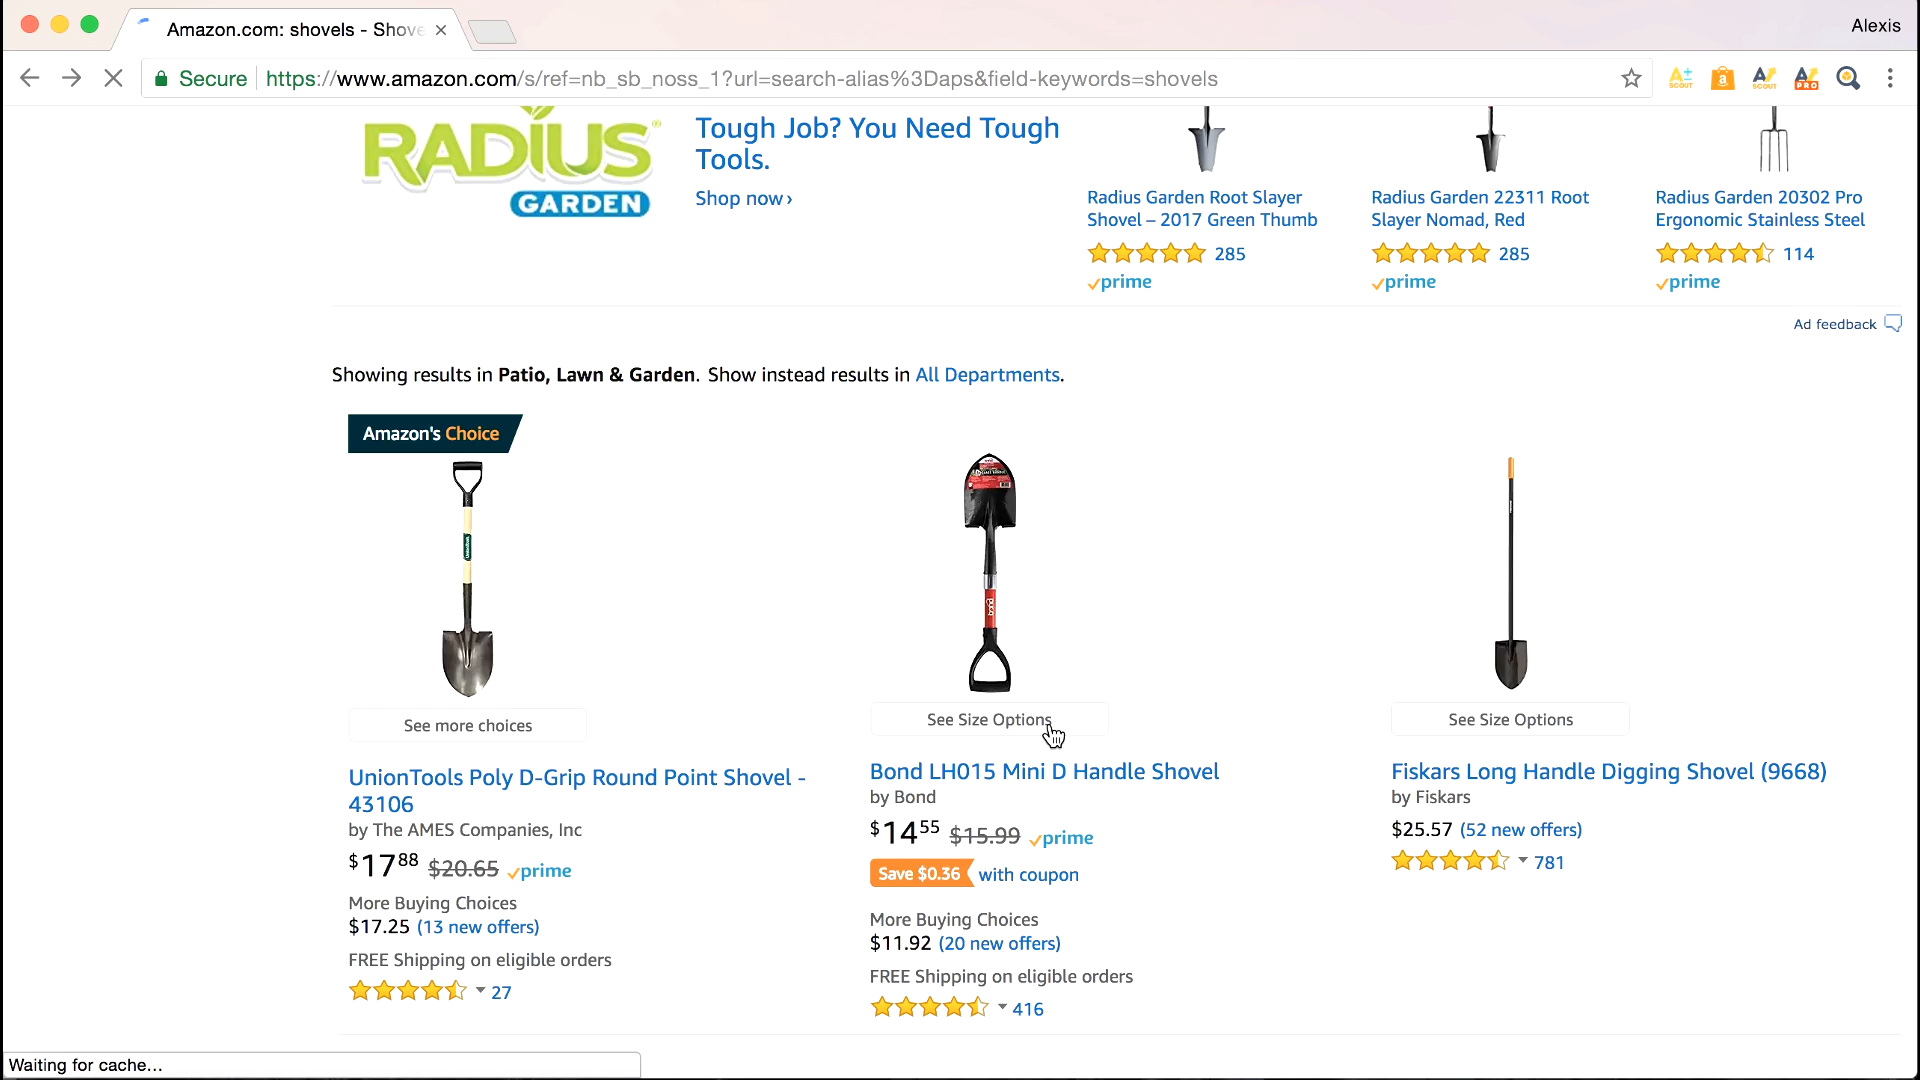 Amazon.com: shovels - Shove
Alexis
Secure
https://www.amazon.com/s/ref=nb_sb_noss_1?url=search-alias%3Daps&field-keywords=shovels
RADIUS
GARDEN
Tough Job? You Need Tough
Tools.
Shop now ›
Radius Garden Root Slayer
Shovel – 2017 Green Thumb
285
prime
Radius Garden 22311 Root
Slayer Nomad, Red
285
prime
Radius Garden 20302 Pro
Ergonomic Stainless Steel
114
prime
Ad feedback
Showing results in Patio, Lawn & Garden. Show instead results in All Departments.
Amazon's Choice
See more choices
UnionTools Poly D-Grip Round Point Shovel -
43106
by The AMES Companies, Inc
$17 88 $20.65 prime
More Buying Choices
$17.25 (13 new offers)
FREE Shipping on eligible orders
27
bond
See Size Options
Bond LH015 Mini D Handle Shovel
by Bond
$14 55 $15.99 prime
Save $0.36 with coupon
More Buying Choices
$11.92 (20 new offers)
FREE Shipping on eligible orders
416
See Size Options
Fiskars Long Handle Digging Shovel (9668)
by Fiskars
$25.57 (52 new offers)
781
Waiting for cache...